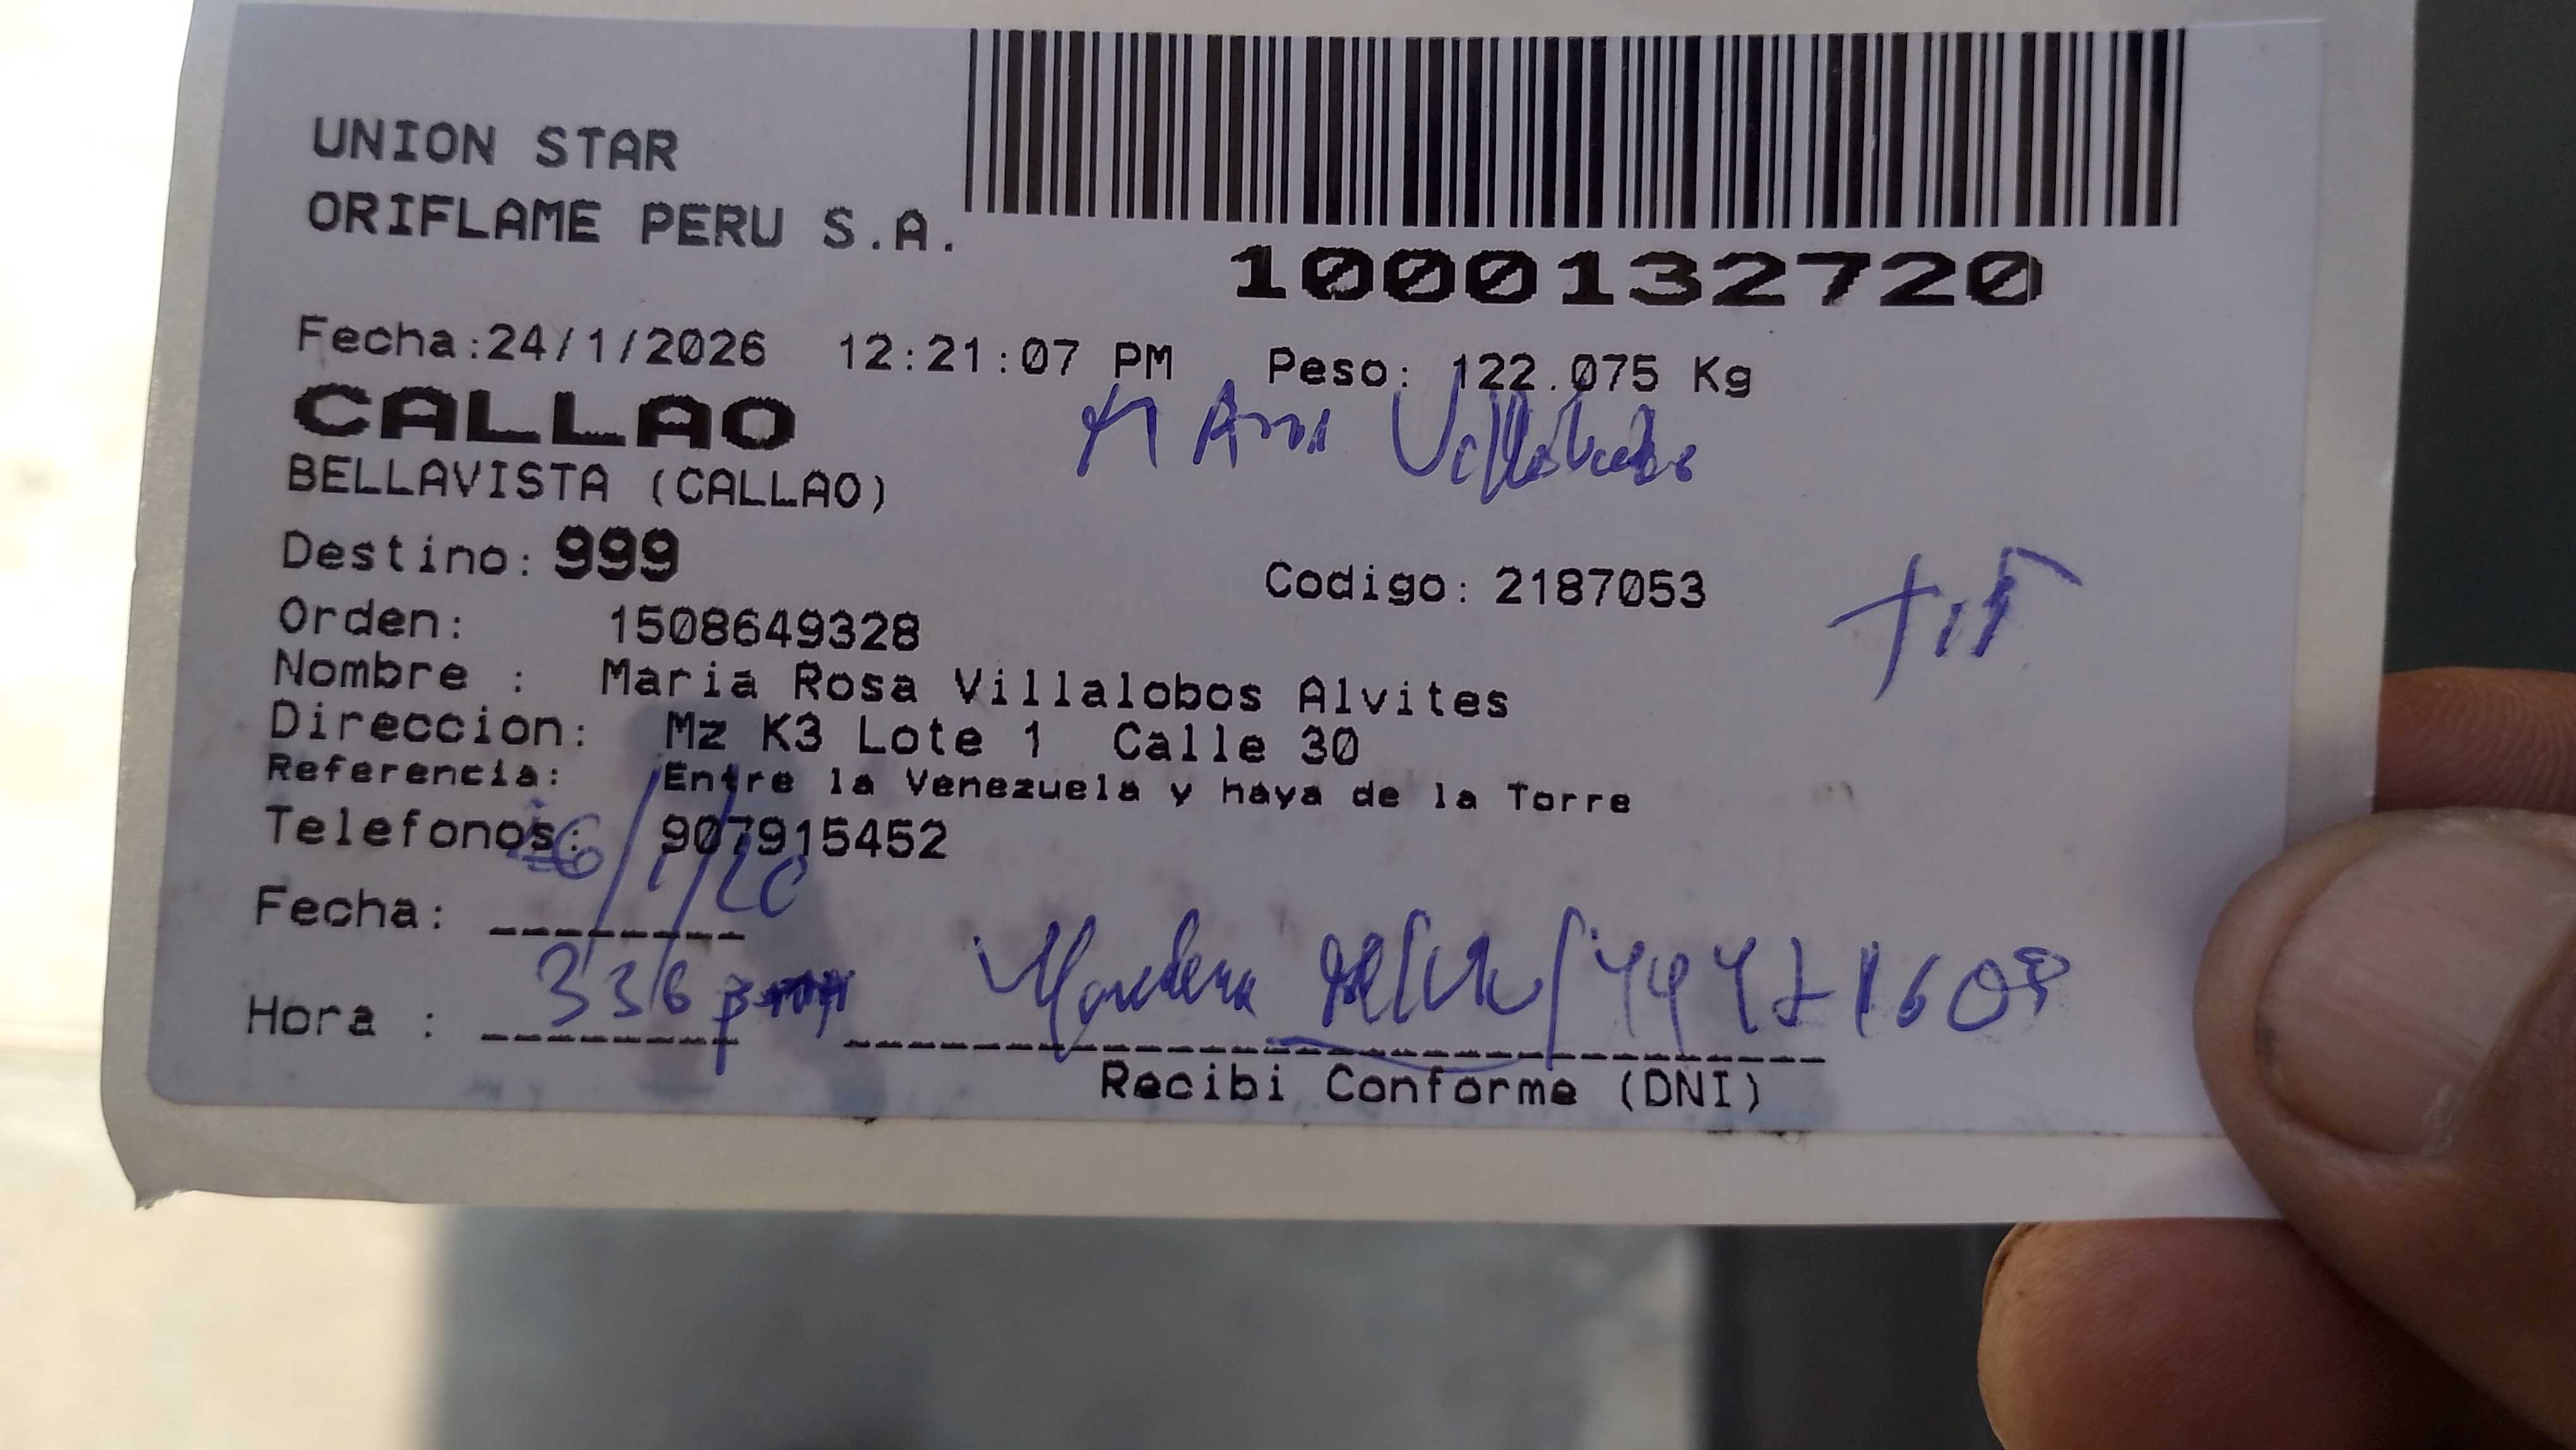 UNION STAR
ORIFLAME PERU S.A.
1000132720
Fecha:24/1/2026 12:21:07 PM Peso: 122.075 Kg
CALLAO
BELLAVISTA (CALLAO)
Destino: 999
Codigo: 2187053
Orden: 1508649328
Nombre : Maria Rosa Villalobos Alvites
Direccion: Mz K3 Lote 1 Calle 30
Referencia: Entre la Venezuela y haya de la Torre
Telefonos: 907915452
Fecha:
Hora : 336
Recibi Conforme (DNI)